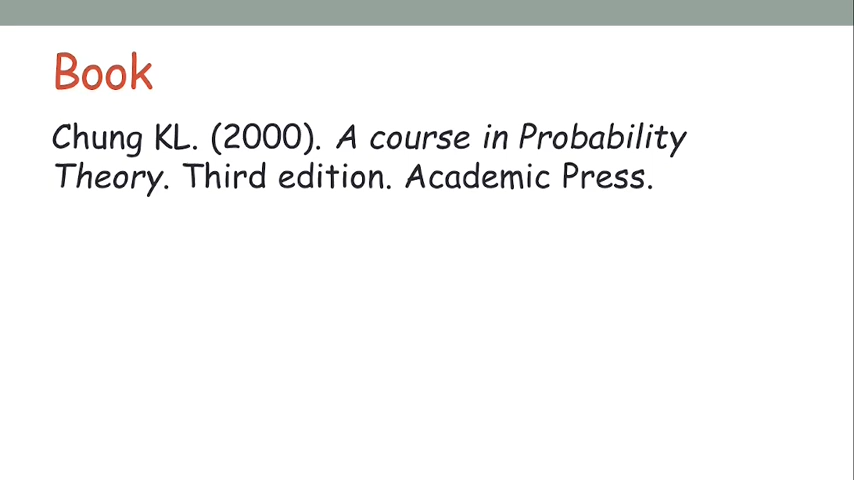 Book
Chung KL. (2000). A course in Probability
Theory. Third edition. Academic Press.